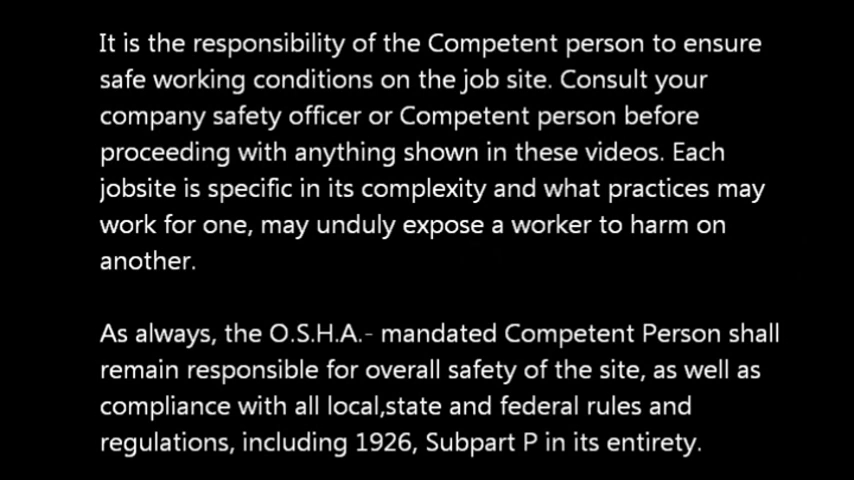 It is the responsibility of the Competent person to ensure
safe working conditions on the job site. Consult your
company safety officer or Competent person before
proceeding with anything shown in these videos. Each
jobsite is specific in its complexity and what practices may
work for one, may unduly expose a worker to harm on
another.
As always, the O.S.H.A.- mandated Competent Person shall
remain responsible for overall safety of the site, as well as
compliance with all local,state and federal rules and
regulations, including 1926, Subpart P in its entirety.